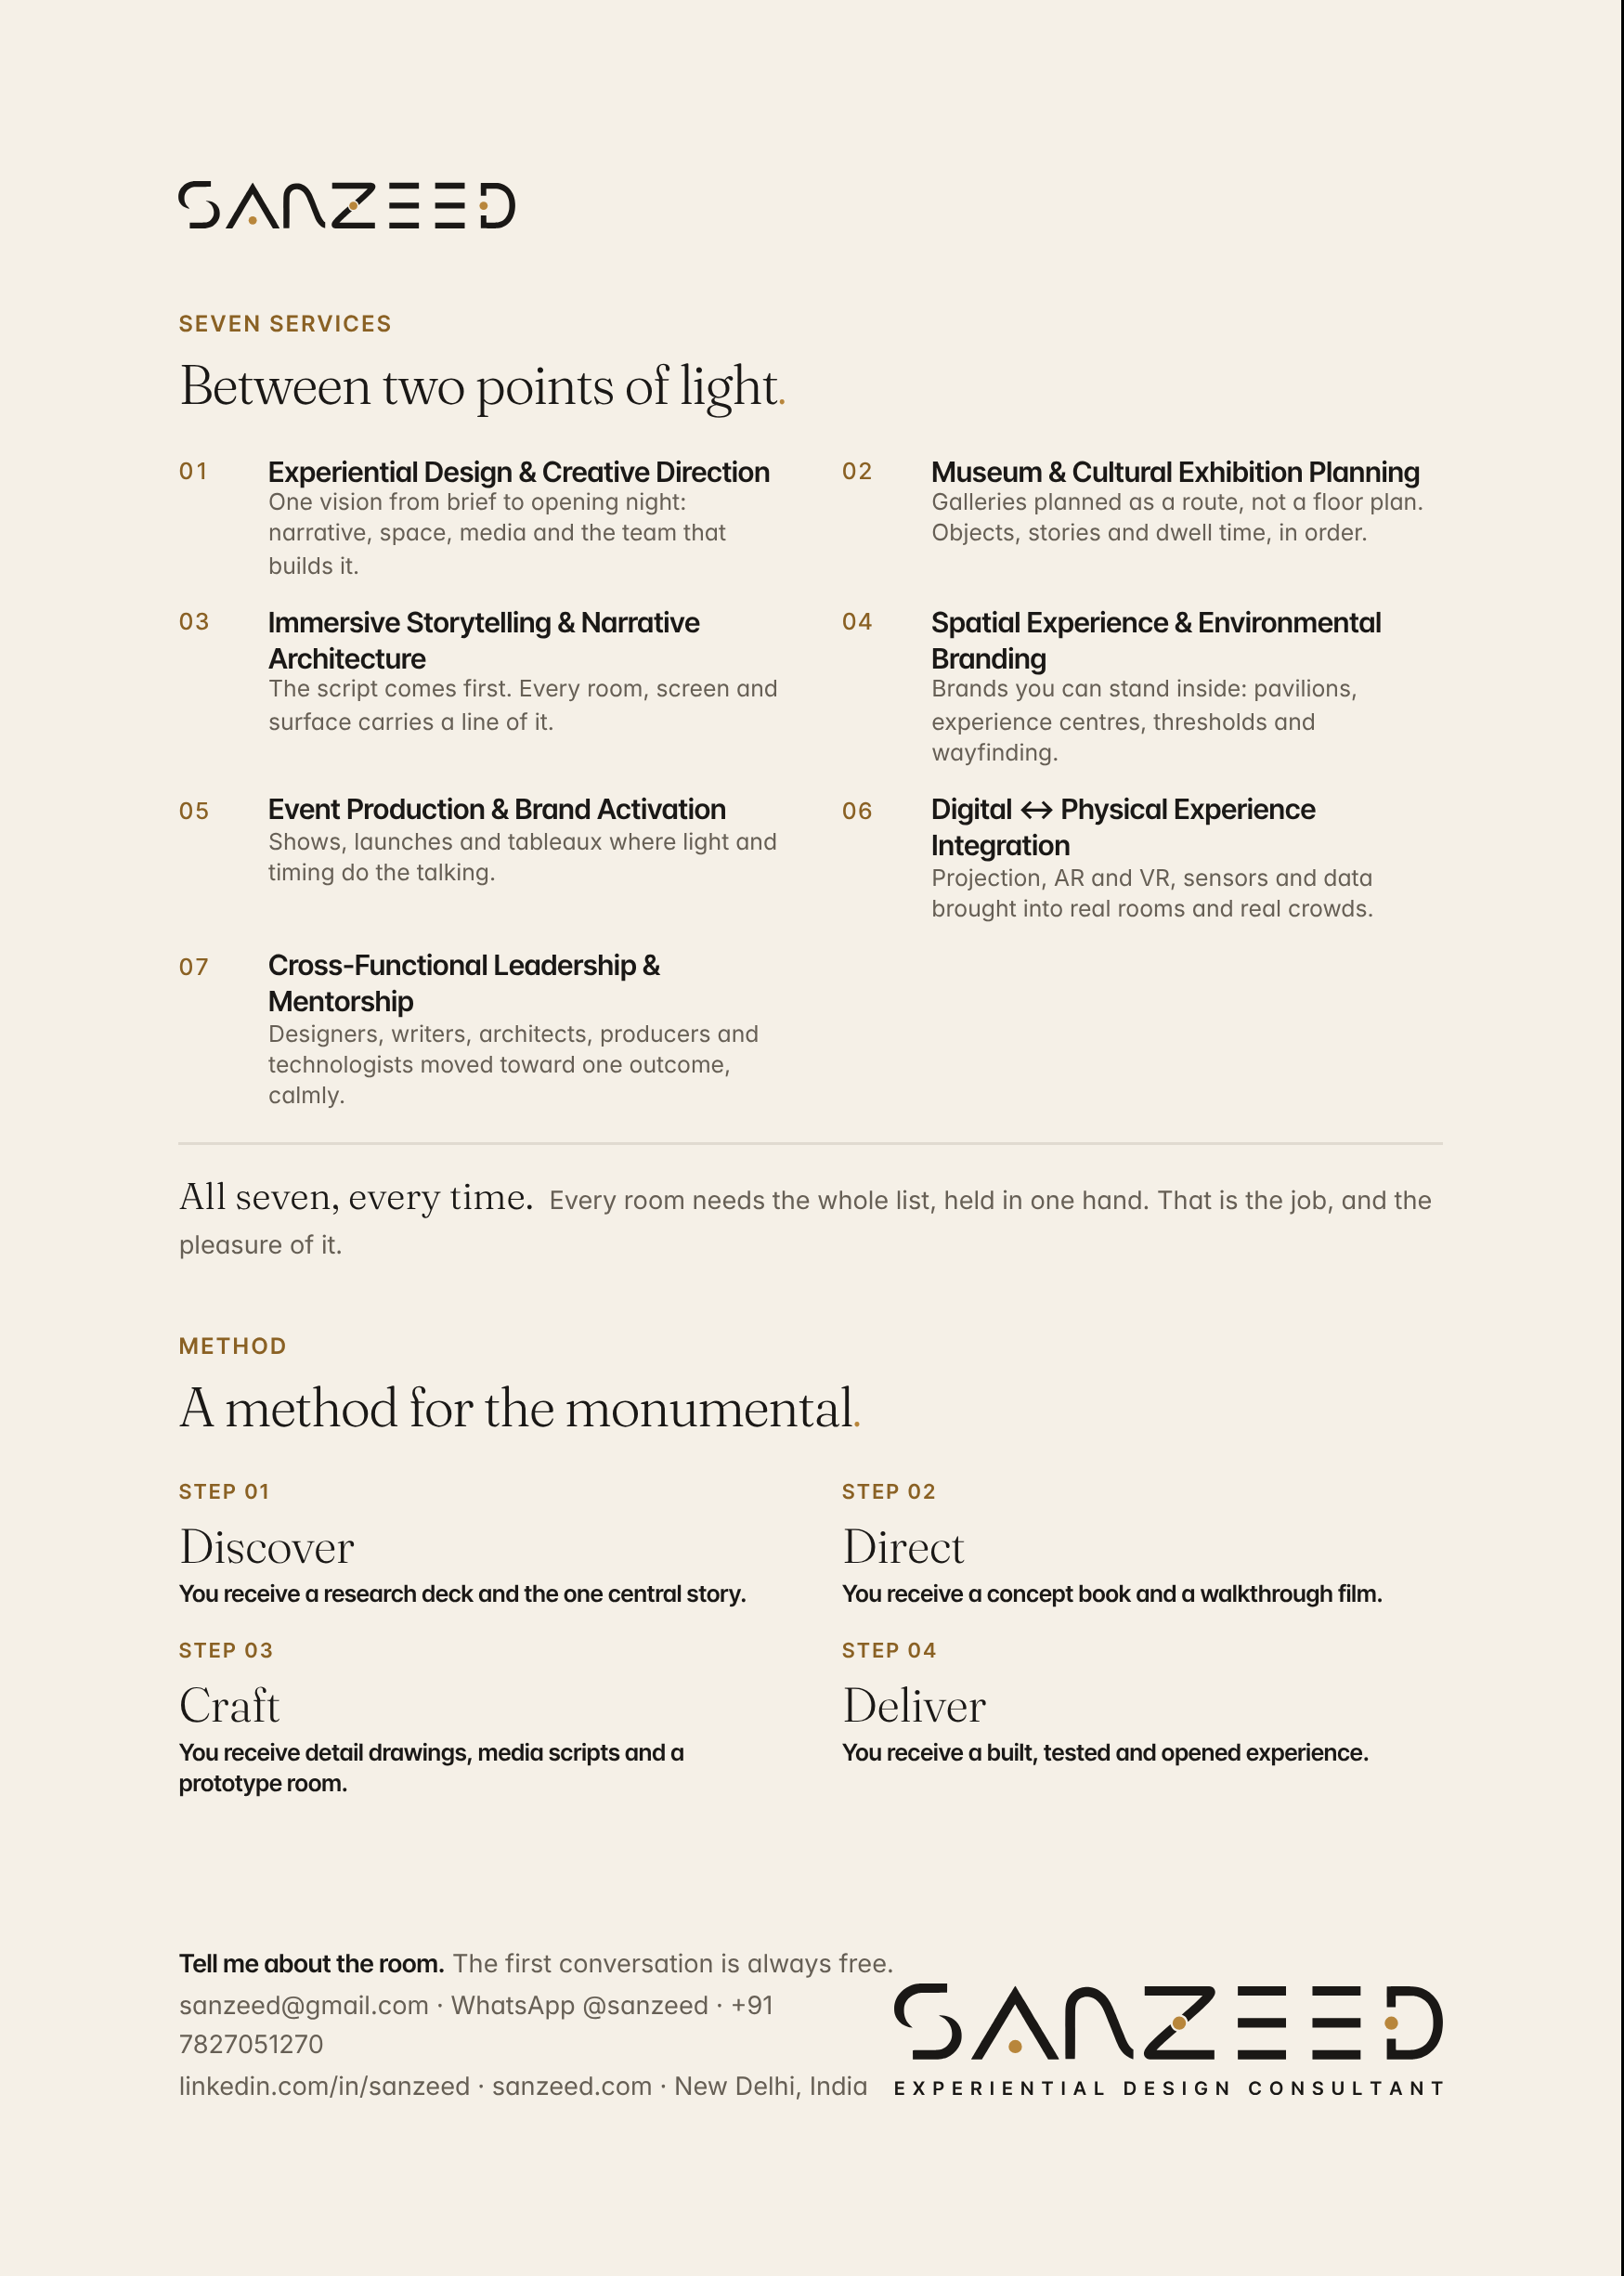 SANZEED
SEVEN SERVICES
Between two points of light.
01
Experiential Design & Creative Direction
One vision from brief to opening night:
narrative, space, media and the team that
builds it.
02
Museum & Cultural Exhibition Planning
Galleries planned as a route, not a floor plan.
Objects, stories and dwell time, in order.
03
Immersive Storytelling & Narrative
Architecture
The script comes first. Every room, screen and
surface carries a line of it.
04
Spatial Experience & Environmental
Branding
Brands you can stand inside: pavilions,
experience centres, thresholds and
wayfinding.
05
Event Production & Brand Activation
Shows, launches and tableaux where light and
timing do the talking.
06
Digital ↔ Physical Experience
Integration
Projection, AR and VR, sensors and data
brought into real rooms and real crowds.
07
Cross-Functional Leadership &
Mentorship
Designers, writers, architects, producers and
technologists moved toward one outcome,
calmly.
All seven, every time. Every room needs the whole list, held in one hand. That is the job, and the
pleasure of it.
METHOD
A method for the monumental.
STEP 01
Discover
You receive a research deck and the one central story.
STEP 02
Direct
You receive a concept book and a walkthrough film.
STEP 03
Craft
You receive detail drawings, media scripts and a
prototype room.
STEP 04
Deliver
You receive a built, tested and opened experience.
Tell me about the room. The first conversation is always free.
sanzeed@gmail.com · WhatsApp @sanzeed · +91
7827051270
linkedin.com/in/sanzeed · sanzeed.com · New Delhi, India
SANZEED
EXPERIENTIAL DESIGN CONSULTANT